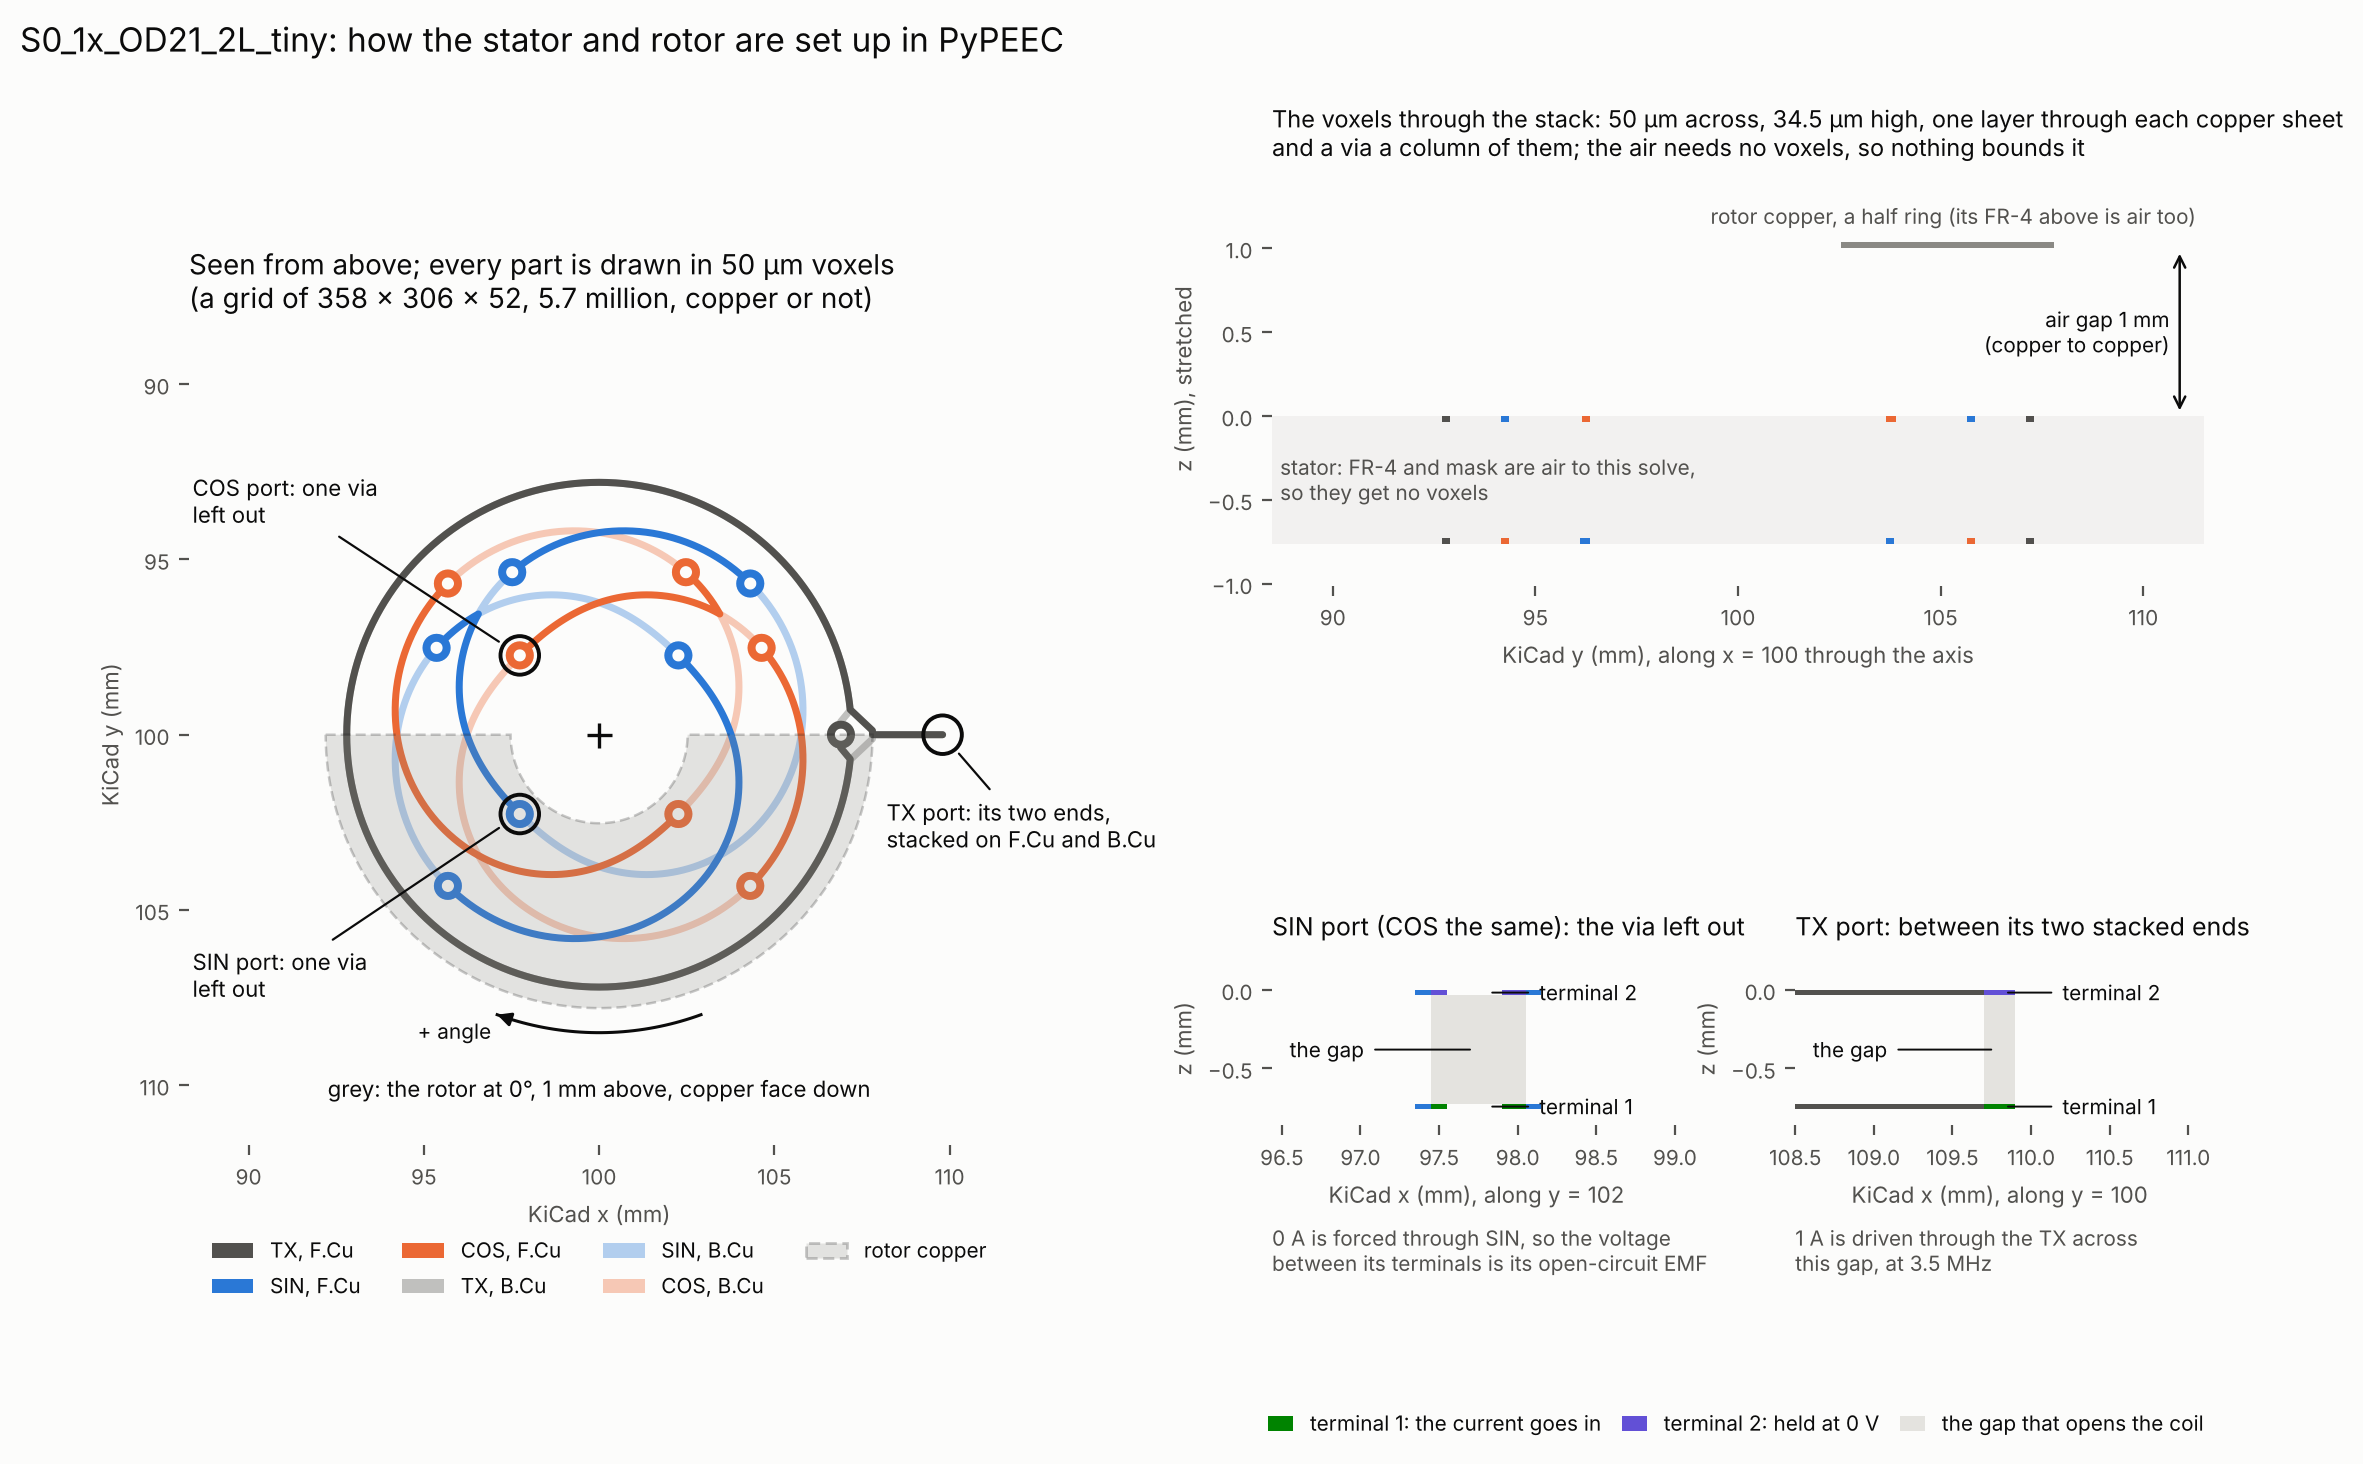 S0_1x_OD21_2L_tiny: how the stator and rotor are set up in PyPEEC
Seen from above; every part is drawn in 50 µm voxels
(a grid of 358 × 306 × 52, 5.7 million, copper or not)
90
95
100
105
110
KiCad y (mm)
COS port: one via
left out
SIN port: one via
left out
TX port: its two ends,
stacked on F.Cu and B.Cu
+ angle
grey: the rotor at 0°, 1 mm above, copper face down
90
95
100
105
110
KiCad x (mm)
TX, F.Cu
COS, F.Cu
SIN, B.Cu
rotor copper
SIN, F.Cu
TX, B.Cu
COS, B.Cu
The voxels through the stack: 50 µm across, 34.5 µm high, one layer through each copper sheet
and a via a column of them; the air needs no voxels, so nothing bounds it
rotor copper, a half ring (its FR-4 above is air too)
1.0
0.5
0.0
−0.5
−1.0
z (mm), stretched
air gap 1 mm
(copper to copper)
stator: FR-4 and mask are air to this solve,
so they get no voxels
90
95
100
105
110
KiCad y (mm), along x = 100 through the axis
SIN port (COS the same): the via left out
0.0
−0.5
z (mm)
terminal 2
the gap
terminal 1
96.5
97.0
97.5
98.0
98.5
99.0
KiCad x (mm), along y = 102
0 A is forced through SIN, so the voltage
between its terminals is its open-circuit EMF
TX port: between its two stacked ends
0.0
−0.5
z (mm)
terminal 2
the gap
terminal 1
108.5
109.0
109.5
110.0
110.5
111.0
KiCad x (mm), along y = 100
1 A is driven through the TX across
this gap, at 3.5 MHz
terminal 1: the current goes in
terminal 2: held at 0 V
the gap that opens the coil